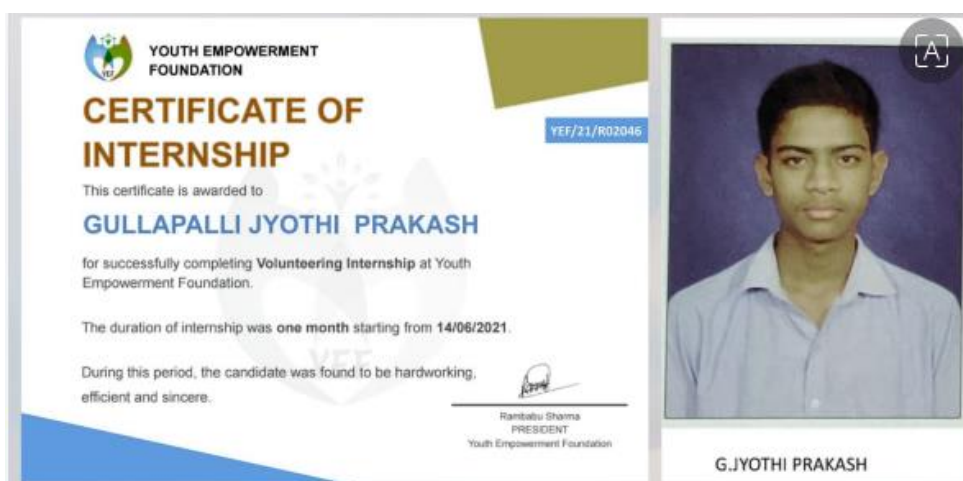 YOUTH EMPOWERMENT
FOUNDATION
YEF
CERTIFICATE OF
INTERNSHIP
YEF/21/R02046
This certificate is awarded to
GULLAPALLI JYOTHI PRAKASH
for successfully completing Volunteering Internship at Youth
Empowerment Foundation.
The duration of internship was one month starting from 14/06/2021.
YEF
During this period, the candidate was found to be hardworking,
efficient and sincere.
Rambabu Sharma
PRESIDENT
Youth Empowerment Foundation
A
G.JYOTHI PRAKASH